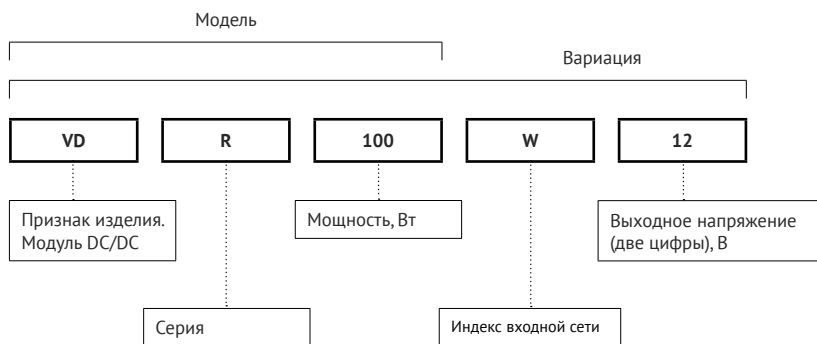 Модель
Вариация
VD
R
100
W
12
Признак изделия.
Модуль DC/DC
Мощность, Вт
Выходное напряжение
(две цифры), В
Серия
Индекс входной сети